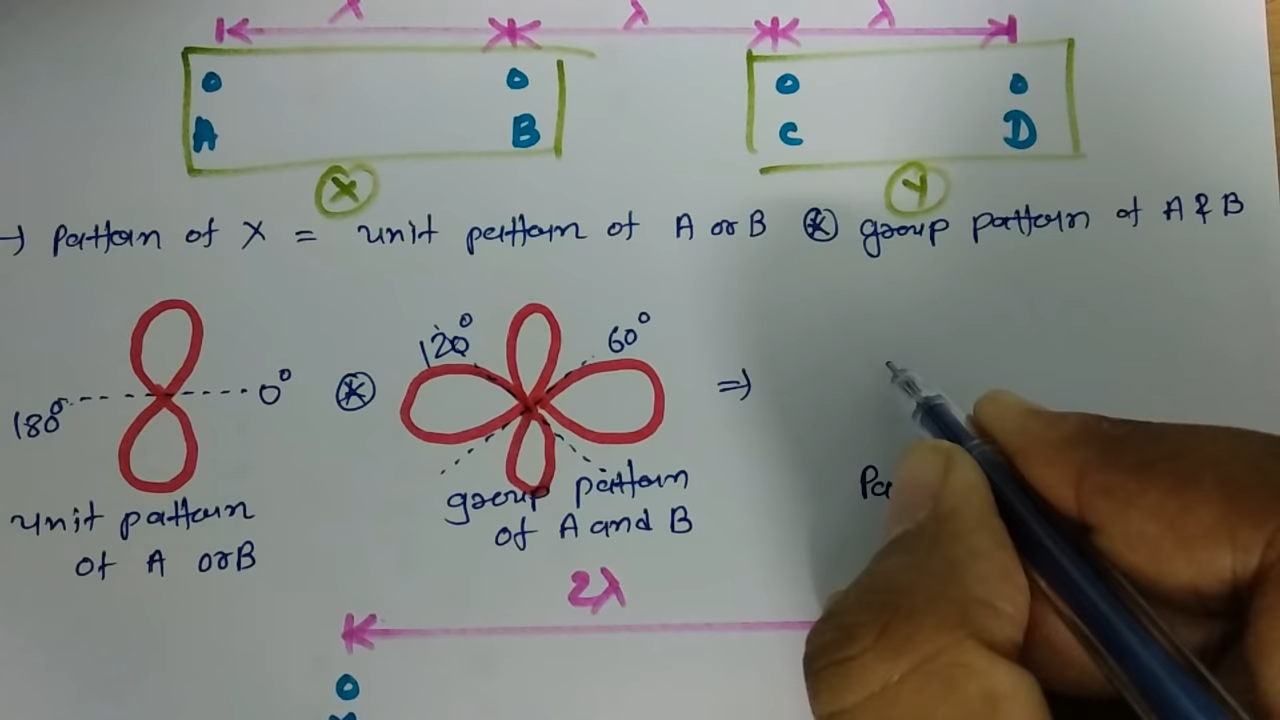 λ λ λ
A B C D
X Y
→ Pattern of X = unit pattern of A or B * group pattern of A & B
180° 0° * 120° 60° ⇒
unit pattern
of A or B
group pattern
of A and B
Pa
2λ